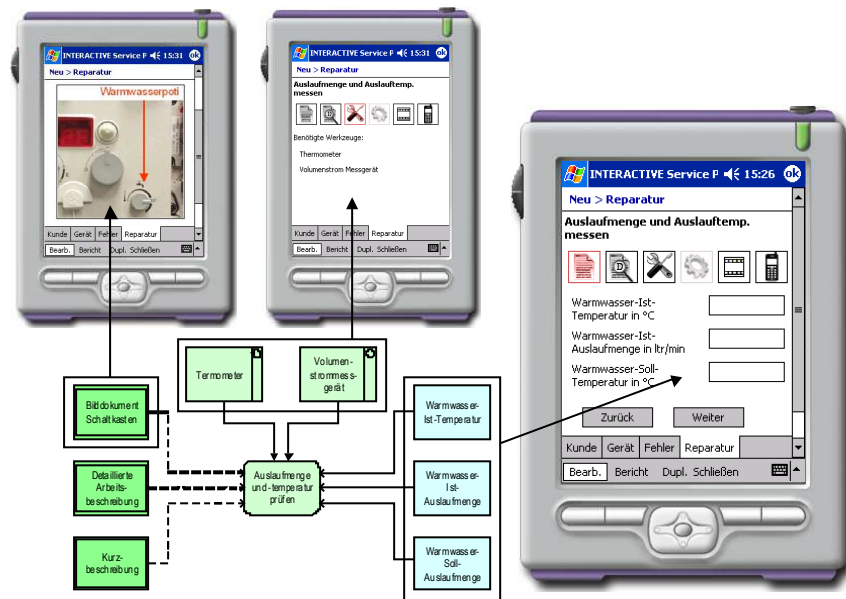 INTERACTIVE Service P 15:31 ok
Neu > Reparatur
Warmwasserpoti
Kunde Gerät Fehler Reparatur
Bearb. Bericht Dupl. Schließen
INTERACTIVE Service P 15:31 ok
Neu > Reparatur
Auslaufmenge und Auslauftemp.
messen
D
Benötigte Werkzeuge:
Thermometer
Volumenstrom Messgerät
Kunde Gerät Fehler Reparatur
Bearb. Bericht Dupl. Schließen
INTERACTIVE Service P 15:26 ok
Neu > Reparatur
Auslaufmenge und Auslauftemp.
messen
D
Warmwasser-Ist-
Temperatur in °C
Warmwasser-Ist-
Auslaufmenge in ltr/min
Warmwasser-Soll-
Temperatur in °C
Zurück Weiter
Kunde Gerät Fehler Reparatur
Bearb. Bericht Dupl. Schließen
Termometer
Volumen-
strommess-
gerät
Bilddokument
Schaltkasten
Detaillierte
Arbeits-
beschreibung
Kurz-
beschreibung
Auslaufmenge
und -temperatur
prüfen
Warmwasser-
Ist-Temperatur
Warmwasser-
Ist-
Auslaufmenge
Warmwasser-
Soll-
Auslaufmenge